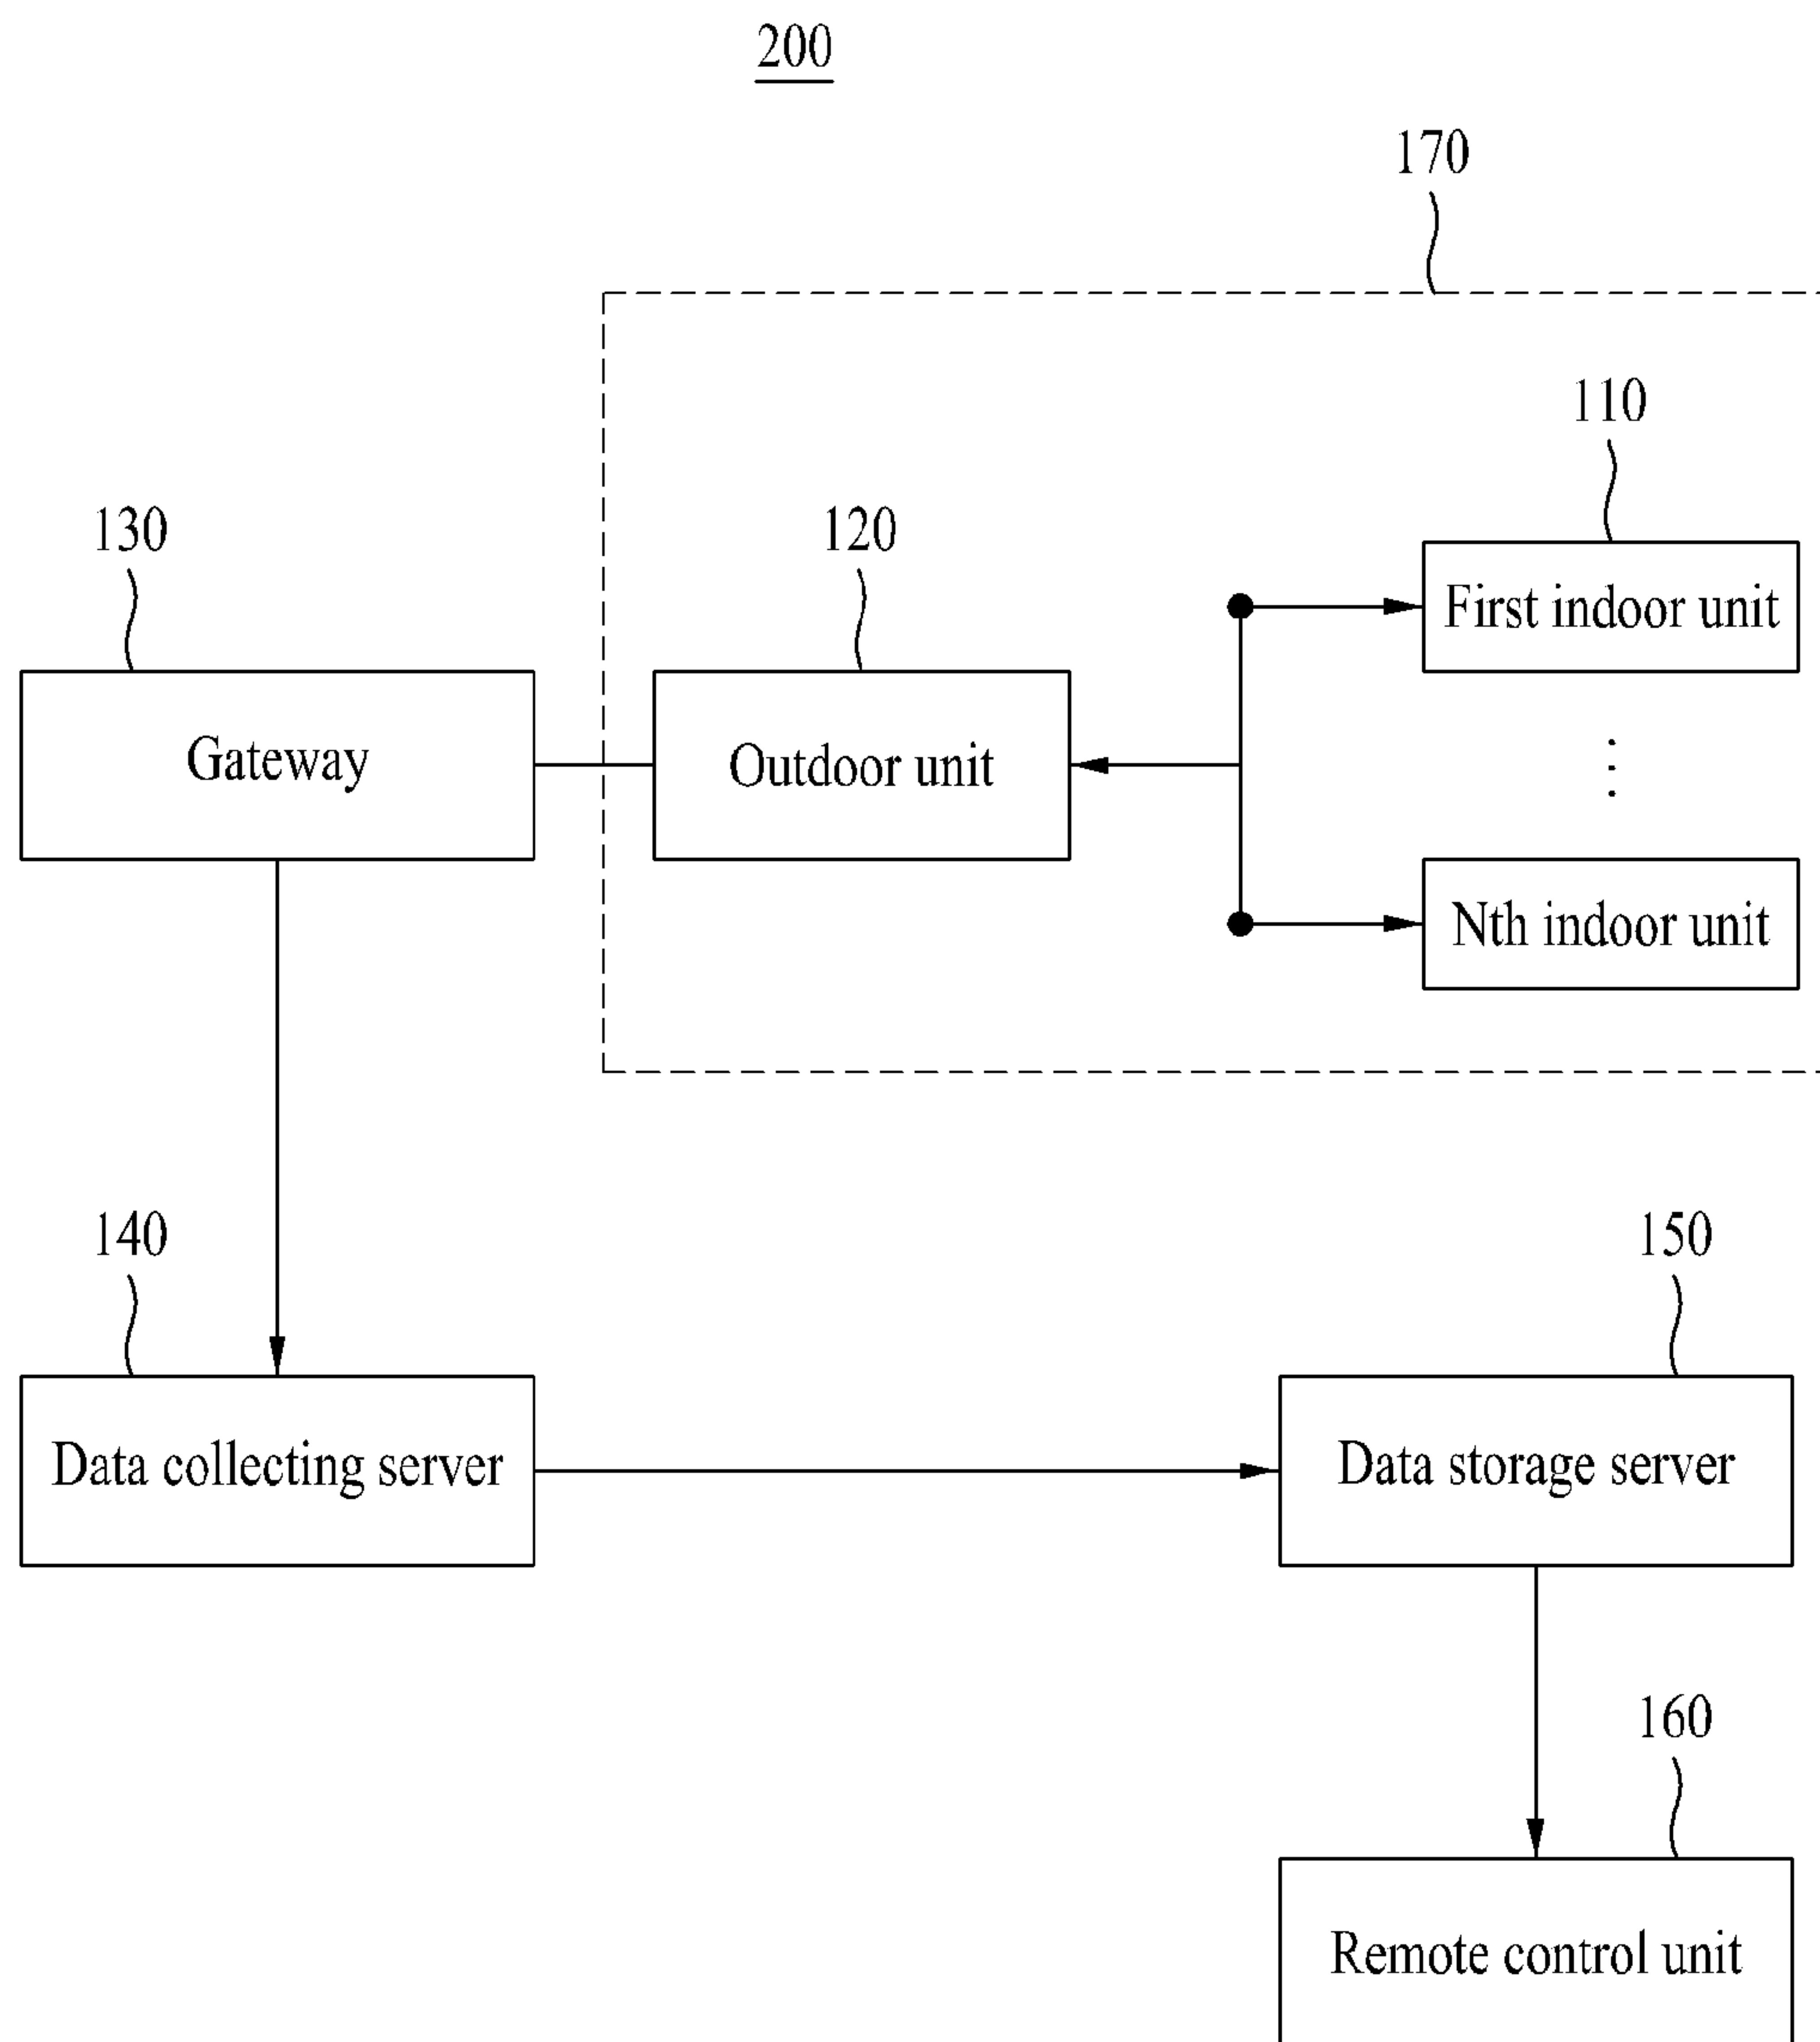 200
170
110
130
120
First indoor unit
Gateway
Outdoor unit
Nth indoor unit
140
150
Data collecting server
Data storage server
160
Remote control unit